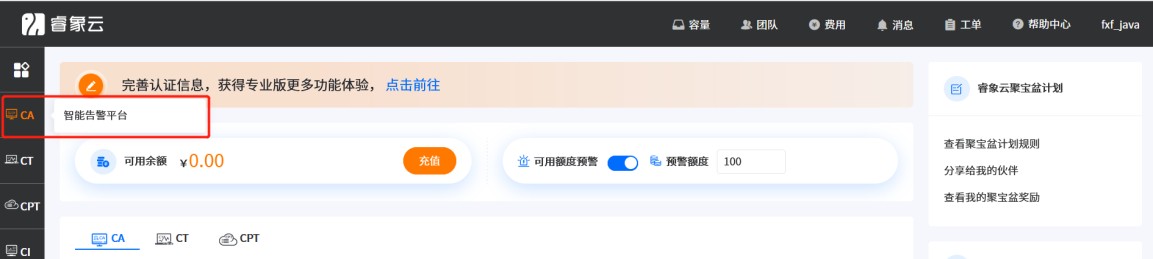 睿象云
容量 团队 费用 消息 工单 帮助中心 fxf_java
完善认证信息，获得专业版更多功能体验， 点击前往
睿象云聚宝盆计划
CA 智能告警平台
查看聚宝盆计划规则
CT 可用余额 ¥0.00 充值 可用额度预警 预警额度 100
分享给我的伙伴
查看我的聚宝盆奖励
CPT
CA CT CPT
CI